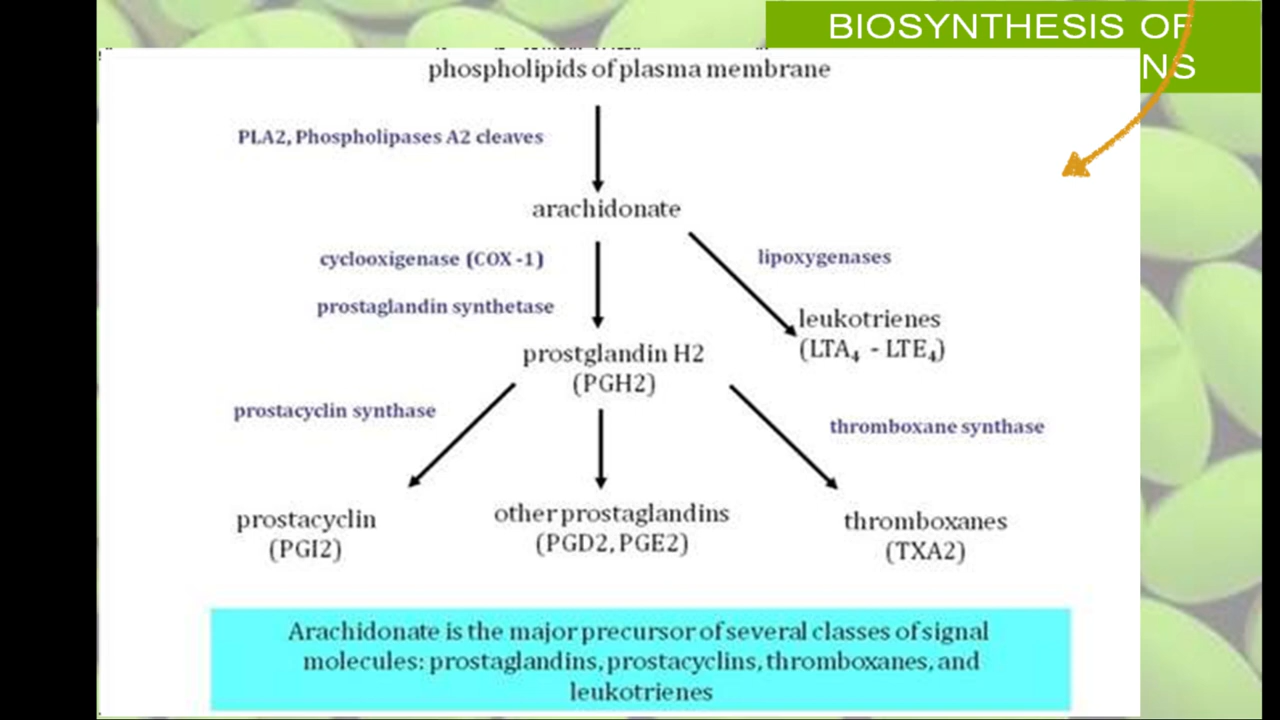 BIOSYNTHESIS OF
NS
phospholipids of plasma membrane
PLA2, Phospholipases A2 cleaves
arachidonate
cyclooxigenase (COX -1)
lipoxygenases
prostaglandin synthetase
leukotrienes
(LTA₄ - LTE₄)
prostglandin H2
(PGH2)
prostacyclin synthase
thromboxane synthase
prostacyclin
(PGI2)
other prostaglandins
(PGD2, PGE2)
thromboxanes
(TXA2)
Arachidonate is the major precursor of several classes of signal
molecules: prostaglandins, prostacyclins, thromboxanes, and
leukotrienes